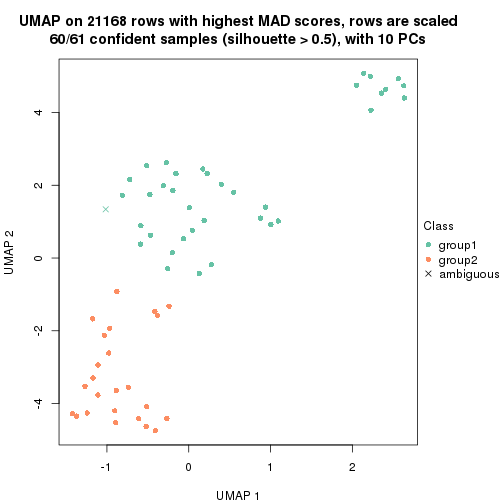 UMAP on 21168 rows with highest MAD scores, rows are scaled
60/61 confident samples (silhouette > 0.5), with 10 PCs
4
2
0
-2
-4
UMAP 2
-1
0
1
2
UMAP 1
Class
group1
group2
ambiguous